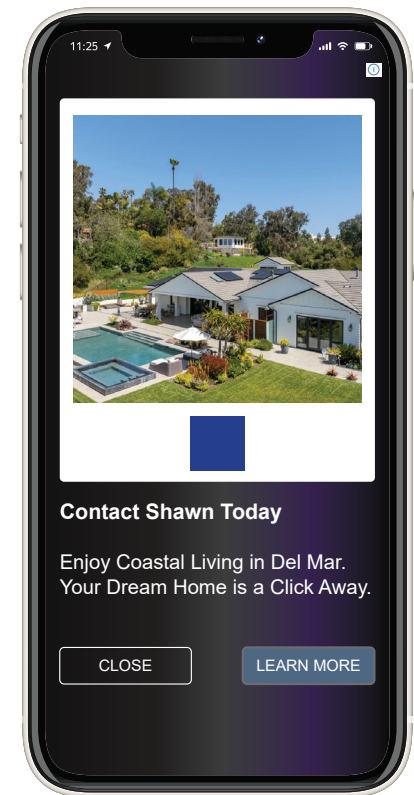 11:25
Contact Shawn Today
Enjoy Coastal Living in Del Mar.
Your Dream Home is a Click Away.
CLOSE
LEARN MORE